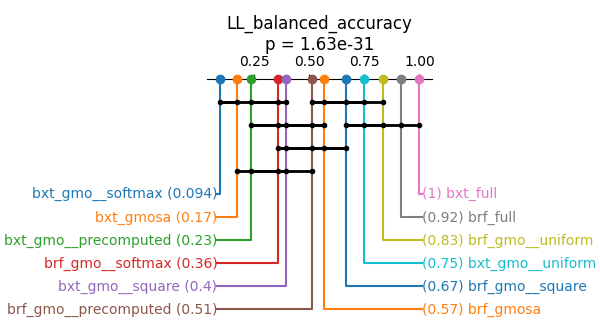 LL_balanced_accuracy
p = 1.63e-31
0.25 0.50 0.75 1.00
bxt_gmo__softmax (0.094) (1) bxt_full
bxt_gmosa (0.17) (0.92) brf_full
bxt_gmo__precomputed (0.23) (0.83) brf_gmo__uniform
brf_gmo__softmax (0.36) (0.75) bxt_gmo__uniform
bxt_gmo__square (0.4) (0.67) brf_gmo__square
brf_gmo__precomputed (0.51) (0.57) brf_gmosa